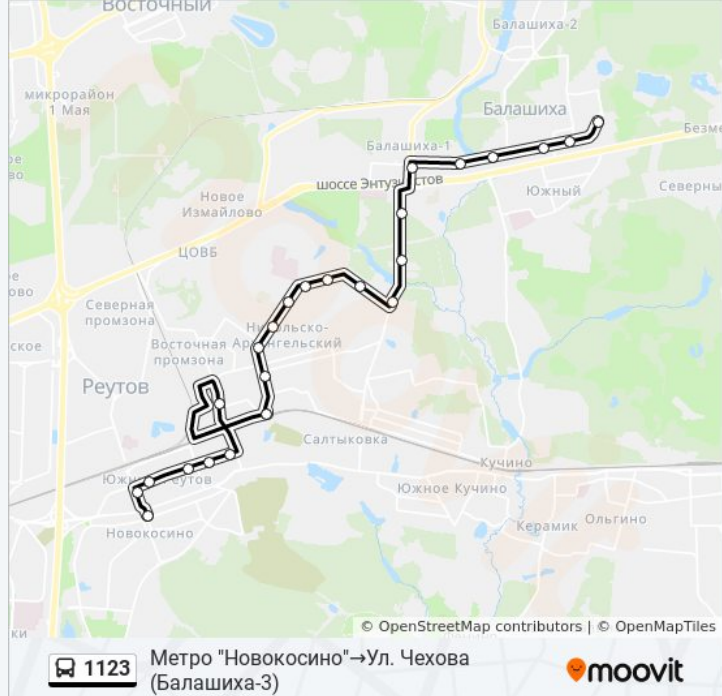 Восточный
Балашиха-2
микрорайон
1 Мая
Балашиха
Безме
Балашиха-1
е
во
шоссе Энтузиастов
Южный
Северны
Новое
Измайлово
ЦОВБ
е
ово
Северная
промзона
Никольско-
Архангельский
ское
Восточная
промзона
Реутов
Салтыковка
Кучино
Южное Кучино
Ольгино
Керамик
Новокосино
ки
© OpenStreetMap contributors | © OpenMapTiles
1123
Метро "Новокосино"→Ул. Чехова
(Балашиха-3)
moovit